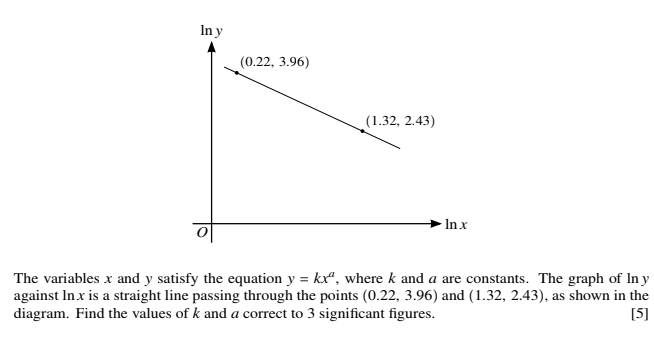 ln y
(0.22, 3.96)
(1.32, 2.43)
O
ln x
The variables x and y satisfy the equation y = kxᵃ, where k and a are constants. The graph of ln y
against ln x is a straight line passing through the points (0.22, 3.96) and (1.32, 2.43), as shown in the
diagram. Find the values of k and a correct to 3 significant figures. [5]